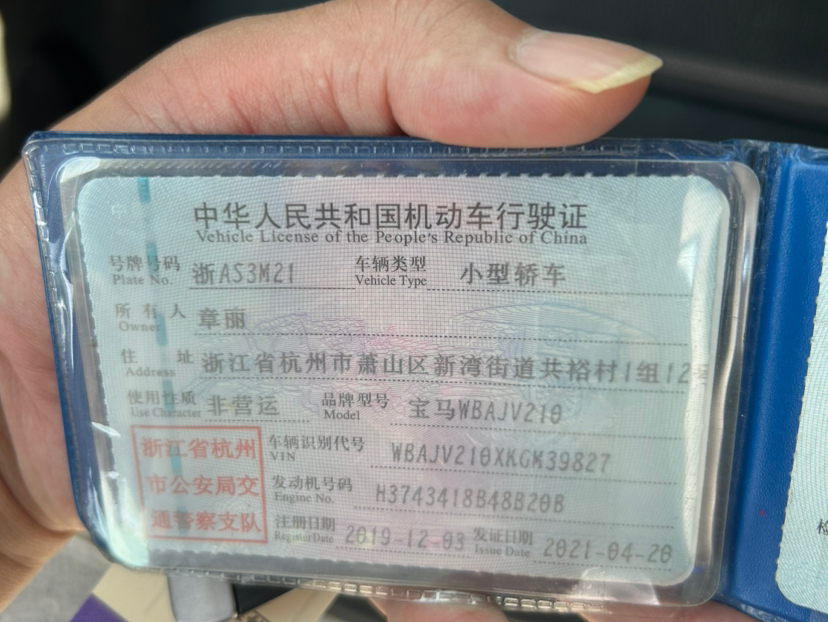 中华人民共和国机动车行驶证
Vehicle License of the People's Republic of China
号牌号码 浙AS3M21 车辆类型 小型轿车
Plate No. Vehicle Type
所有人 章丽
Owner
住址 浙江省杭州市萧山区新湾街道共裕村1组12号
Address
使用性质 非营运 品牌型号 宝马WBAJV210
Use Character Model
浙江省杭州
市公安局交
通警察支队
车辆识别代号 WBAJV210XKGM39827
VIN
发动机号码 H3743418B48B20B
Engine No.
注册日期 2019-12-03 发证日期 2021-04-20
Register Date Issue Date
检